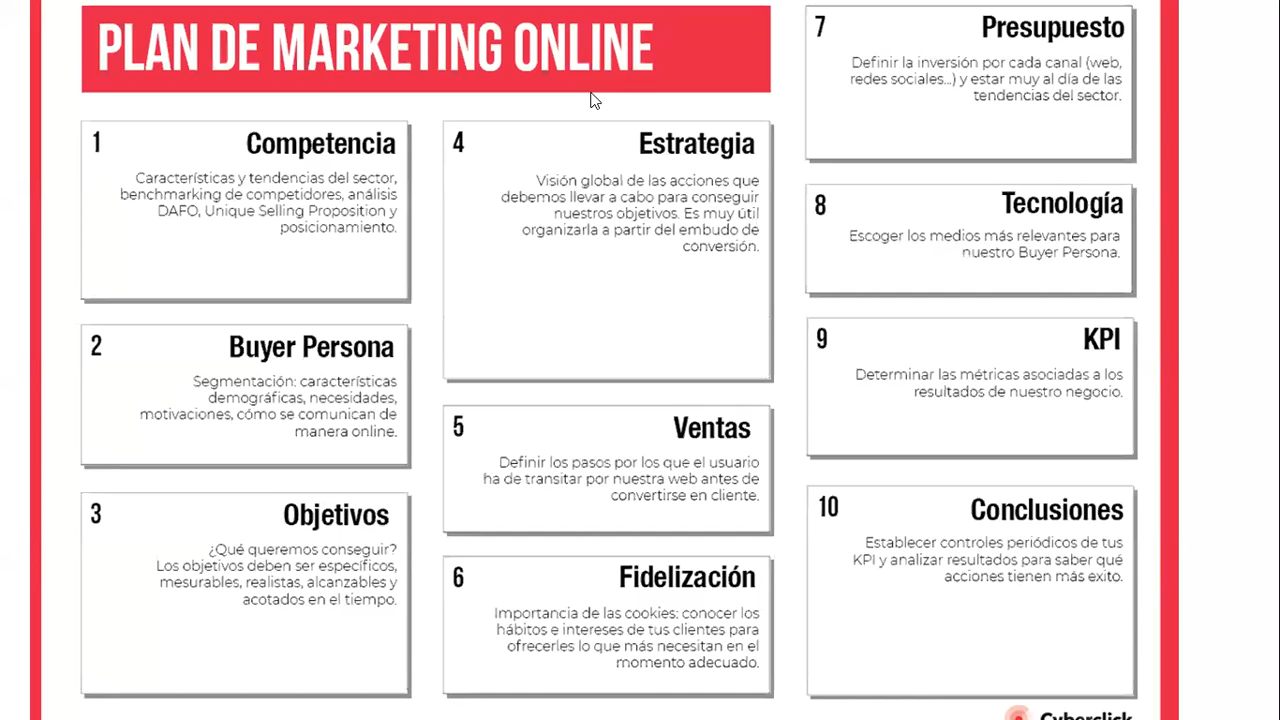 PLAN DE MARKETING ONLINE
1
Competencia
Características y tendencias del sector,
benchmarking de competidores, análisis
DAFO, Unique Selling Proposition y
posicionamiento.
2
Buyer Persona
Segmentación: características
demográficas, necesidades,
motivaciones, cómo se comunican de
manera online.
3
Objetivos
¿Qué queremos conseguir?
Los objetivos deben ser específicos,
mesurables, realistas, alcanzables y
acotados en el tiempo.
4
Estrategia
Visión global de las acciones que
debemos llevar a cabo para conseguir
nuestros objetivos. Es muy útil
organizarla a partir del embudo de
conversión.
5
Ventas
Definir los pasos por los que el usuario
ha de transitar por nuestra web antes de
convertirse en cliente.
6
Fidelización
Importancia de las cookies: conocer los
hábitos e intereses de tus clientes para
ofrecerles lo que más necesitan en el
momento adecuado.
7
Presupuesto
Definir la inversión por cada canal (web,
redes sociales...) y estar muy al día de las
tendencias del sector.
8
Tecnología
Escoger los medios más relevantes para
nuestro Buyer Persona.
9
KPI
Determinar las métricas asociadas a los
resultados de nuestro negocio.
10
Conclusiones
Establecer controles periódicos de tus
KPI y analizar resultados para saber qué
acciones tienen más exito.
Cyberclick